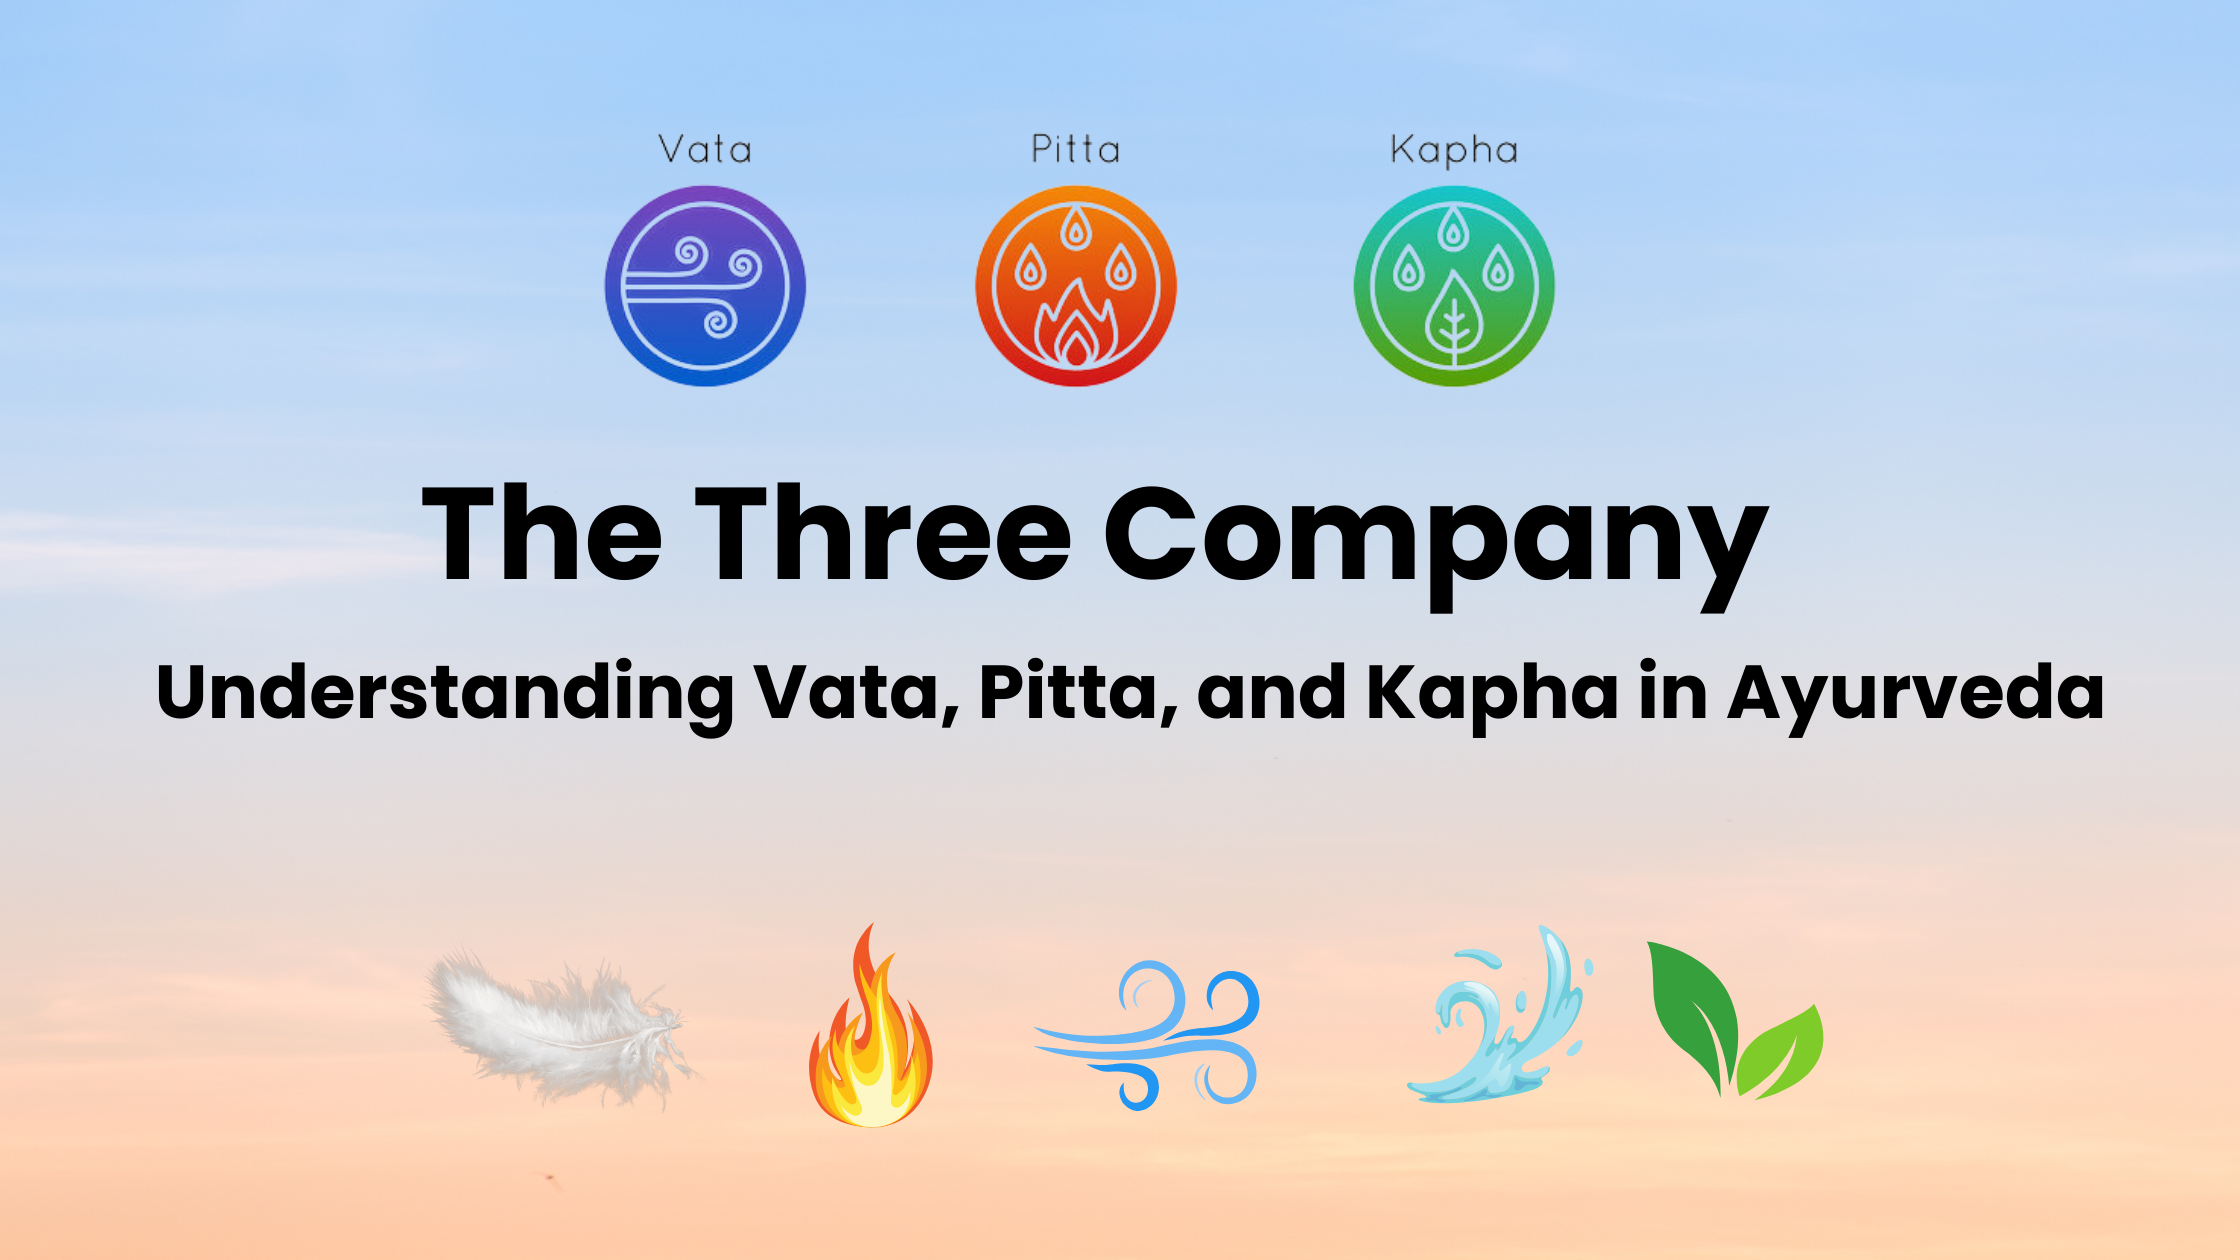 Vata
Pitta
Kapha
The Three Company
Understanding Vata, Pitta, and Kapha in Ayurveda